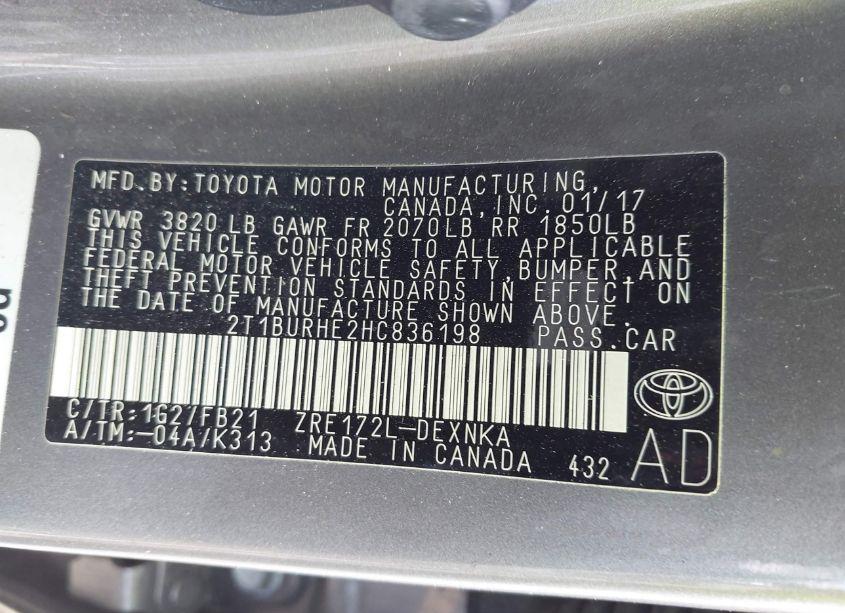 MFD. BY: TOYOTA MOTOR MANUFACTURING,
CANADA, INC. 01/17
GVWR 3820 LB GAWR FR 2070LB RR 1850LB
THIS VEHICLE CONFORMS TO ALL APPLICABLE
FEDERAL MOTOR VEHICLE SAFETY, BUMPER, AND
THEFT PREVENTION STANDARDS IN EFFECT ON
THE DATE OF MANUFACTURE SHOWN ABOVE.
2T1BURHE2HC836198 PASS. CAR
C/TR: 1G27/FB21 ZRE172L-DEXNKA
A/TM: -04A/K313 MADE IN CANADA 432 AD